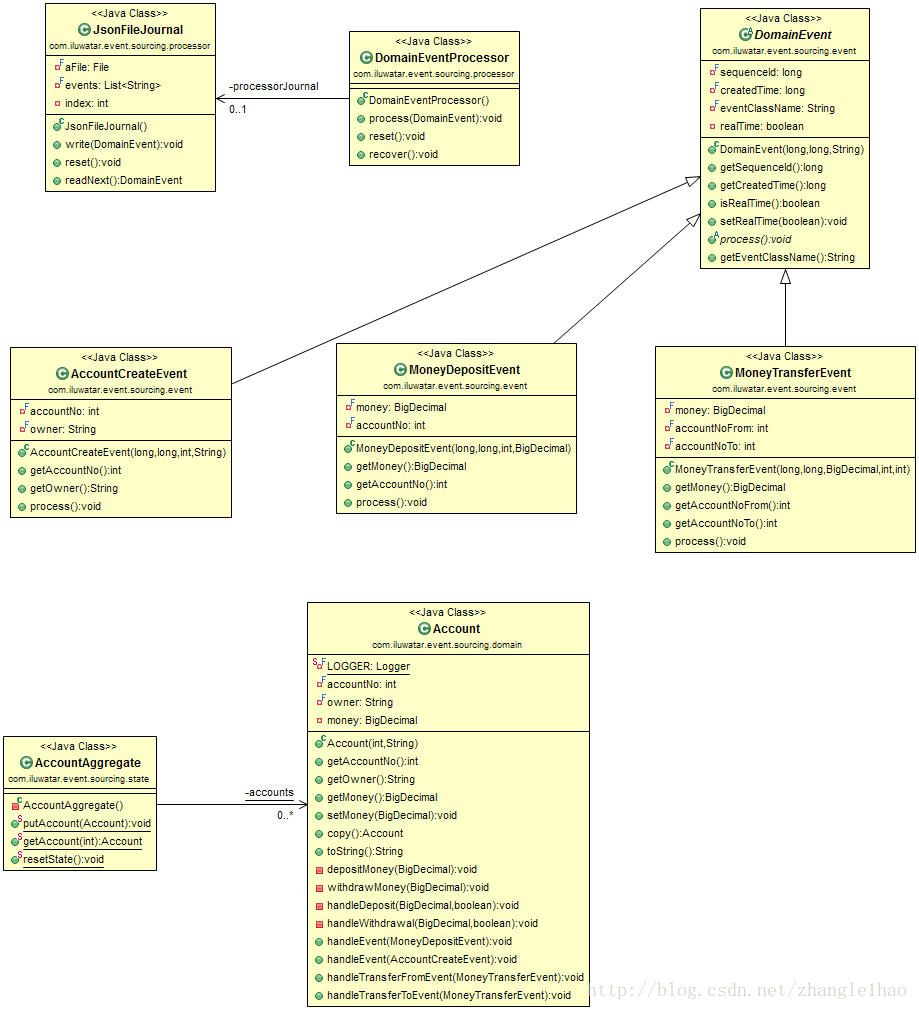 <<Java Class>>
JsonFileJournal
com.iluwatar.event.sourcing.processor
aFile: File
events: List<String>
index: int
JsonFileJournal()
write(DomainEvent):void
reset():void
readNext():DomainEvent
-processorJournal
0..1
<<Java Class>>
DomainEventProcessor
com.iluwatar.event.sourcing.processor
DomainEventProcessor()
process(DomainEvent):void
reset():void
recover():void
<<Java Class>>
DomainEvent
com.iluwatar.event.sourcing.event
sequenceId: long
createdTime: long
eventClassName: String
realTime: boolean
DomainEvent(long,long,String)
getSequenceId():long
getCreatedTime():long
isRealTime():boolean
setRealTime(boolean):void
process():void
getEventClassName():String
<<Java Class>>
AccountCreateEvent
com.iluwatar.event.sourcing.event
accountNo: int
owner: String
AccountCreateEvent(long,long,int,String)
getAccountNo():int
getOwner():String
process():void
<<Java Class>>
MoneyDepositEvent
com.iluwatar.event.sourcing.event
money: BigDecimal
accountNo: int
MoneyDepositEvent(long,long,int,BigDecimal)
getMoney():BigDecimal
getAccountNo():int
process():void
<<Java Class>>
MoneyTransferEvent
com.iluwatar.event.sourcing.event
money: BigDecimal
accountNoFrom: int
accountNoTo: int
MoneyTransferEvent(long,long,BigDecimal,int,int)
getMoney():BigDecimal
getAccountNoFrom():int
getAccountNoTo():int
process():void
<<Java Class>>
AccountAggregate
com.iluwatar.event.sourcing.state
AccountAggregate()
putAccount(Account):void
getAccount(int):Account
resetState():void
-accounts
0..*
<<Java Class>>
Account
com.iluwatar.event.sourcing.domain
LOGGER: Logger
accountNo: int
owner: String
money: BigDecimal
Account(int,String)
getAccountNo():int
getOwner():String
getMoney():BigDecimal
setMoney(BigDecimal):void
copy():Account
toString():String
depositMoney(BigDecimal):void
withdrawMoney(BigDecimal):void
handleDeposit(BigDecimal,boolean):void
handleWithdrawal(BigDecimal,boolean):void
handleEvent(MoneyDepositEvent):void
handleEvent(AccountCreateEvent):void
handleTransferFromEvent(MoneyTransferEvent):void
handleTransferToEvent(MoneyTransferEvent):void
http://blog.csdn.net/zhangle1hao